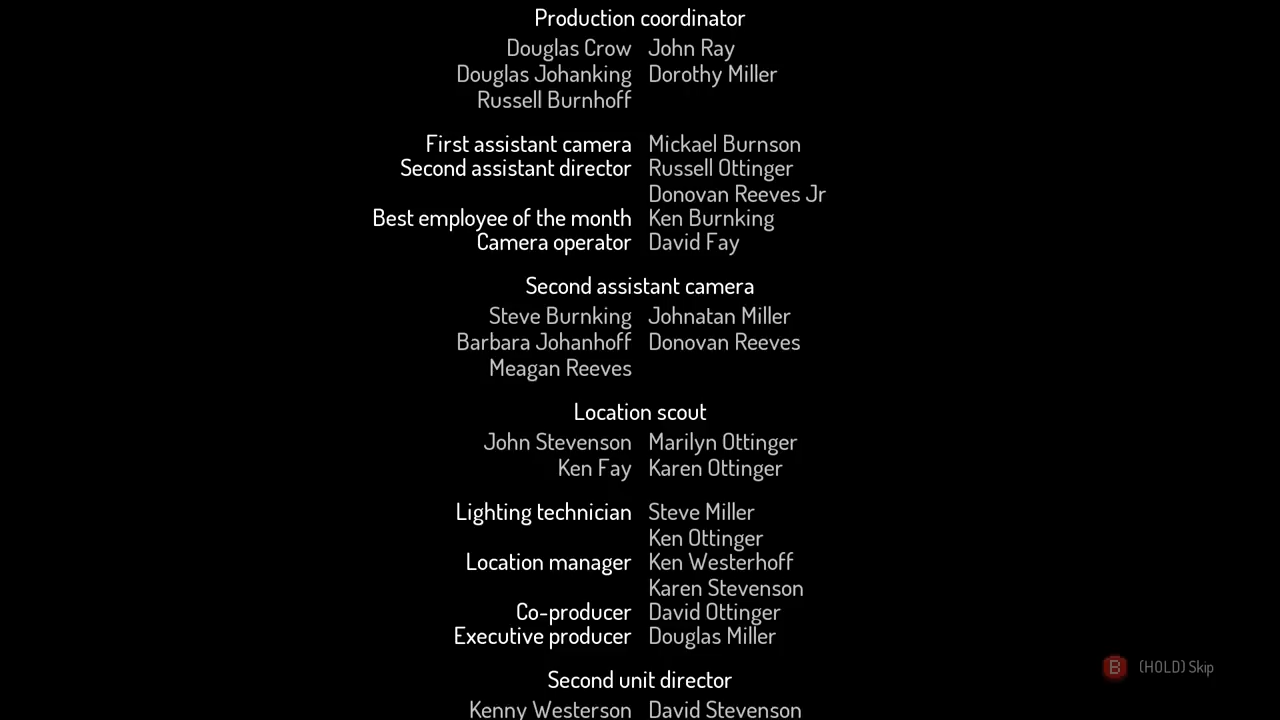 Production coordinator
Douglas Crow John Ray
Douglas Johanking Dorothy Miller
Russell Burnhoff
First assistant camera Mickael Burnson
Second assistant director Russell Ottinger
Donovan Reeves Jr
Best employee of the month Ken Burnking
Camera operator David Fay
Second assistant camera
Steve Burnking Johnatan Miller
Barbara Johanhoff Donovan Reeves
Meagan Reeves
Location scout
John Stevenson Marilyn Ottinger
Ken Fay Karen Ottinger
Lighting technician Steve Miller
Ken Ottinger
Location manager Ken Westerhoff
Karen Stevenson
Co-producer David Ottinger
Executive producer Douglas Miller
B (HOLD) Skip
Second unit director
Kenny Westerson David Stevenson